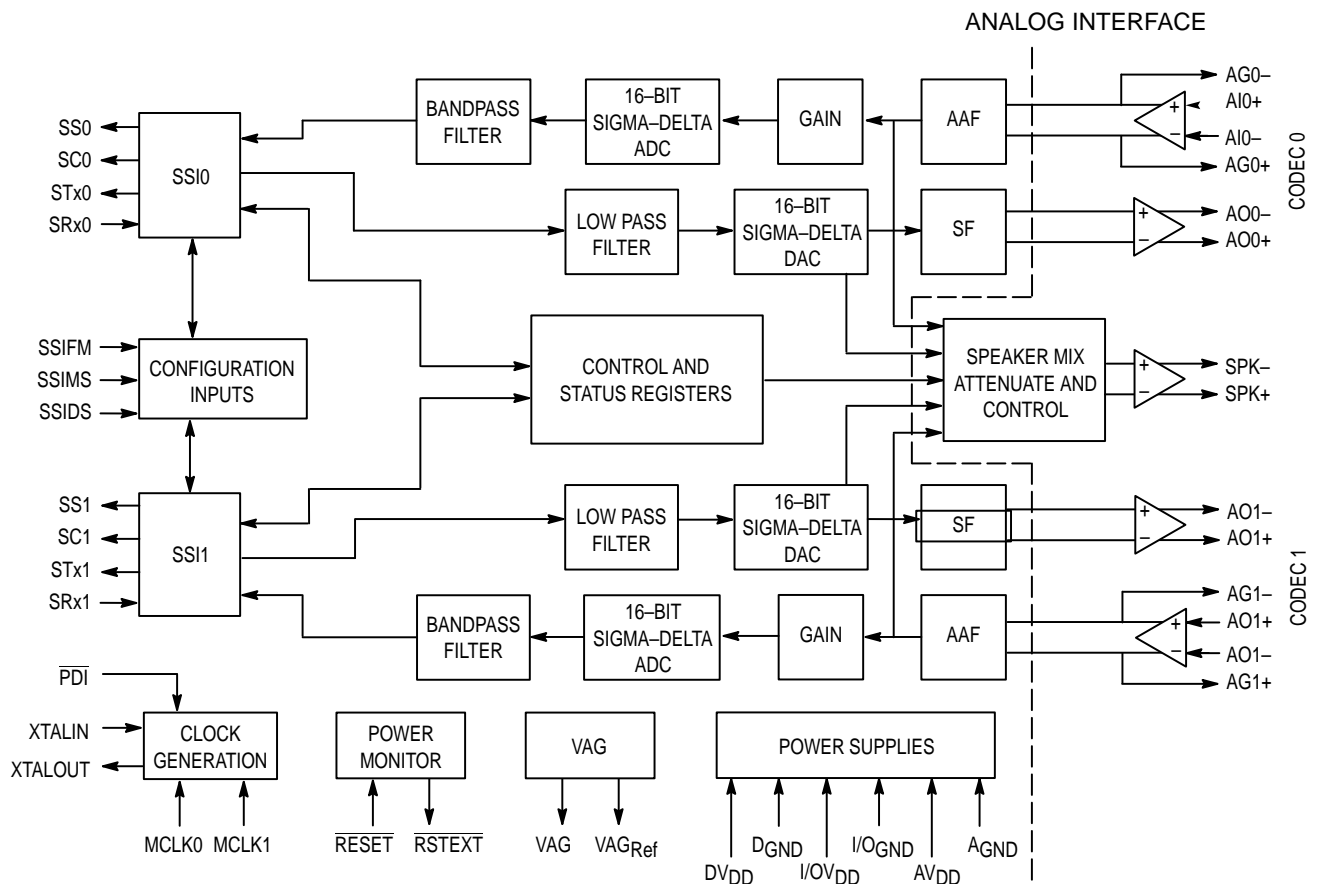 ANALOG INTERFACE
AG0–
AI0+
AI0–
AG0+
CODEC 0
BANDPASS
FILTER
16–BIT
SIGMA–DELTA
ADC
GAIN
AAF
SS0
SC0
STx0
SRx0
SSI0
LOW PASS
FILTER
16–BIT
SIGMA–DELTA
DAC
SF
AO0–
AO0+
SSIFM
SSIMS
SSIDS
CONFIGURATION
INPUTS
CONTROL AND
STATUS REGISTERS
SPEAKER MIX
ATTENUATE AND
CONTROL
SPK–
SPK+
SS1
SC1
STx1
SRx1
SSI1
LOW PASS
FILTER
16–BIT
SIGMA–DELTA
DAC
SF
AO1–
AO1+
CODEC 1
BANDPASS
FILTER
16–BIT
SIGMA–DELTA
ADC
GAIN
AAF
AG1–
AO1+
AO1–
AG1+
PDI
XTALIN
XTALOUT
CLOCK
GENERATION
MCLK0 MCLK1
POWER
MONITOR
RESET RSTEXT
VAG
VAG VAGRef
POWER SUPPLIES
DVDD
DGND
I/OVDD
I/OGND
AVDD
AGND